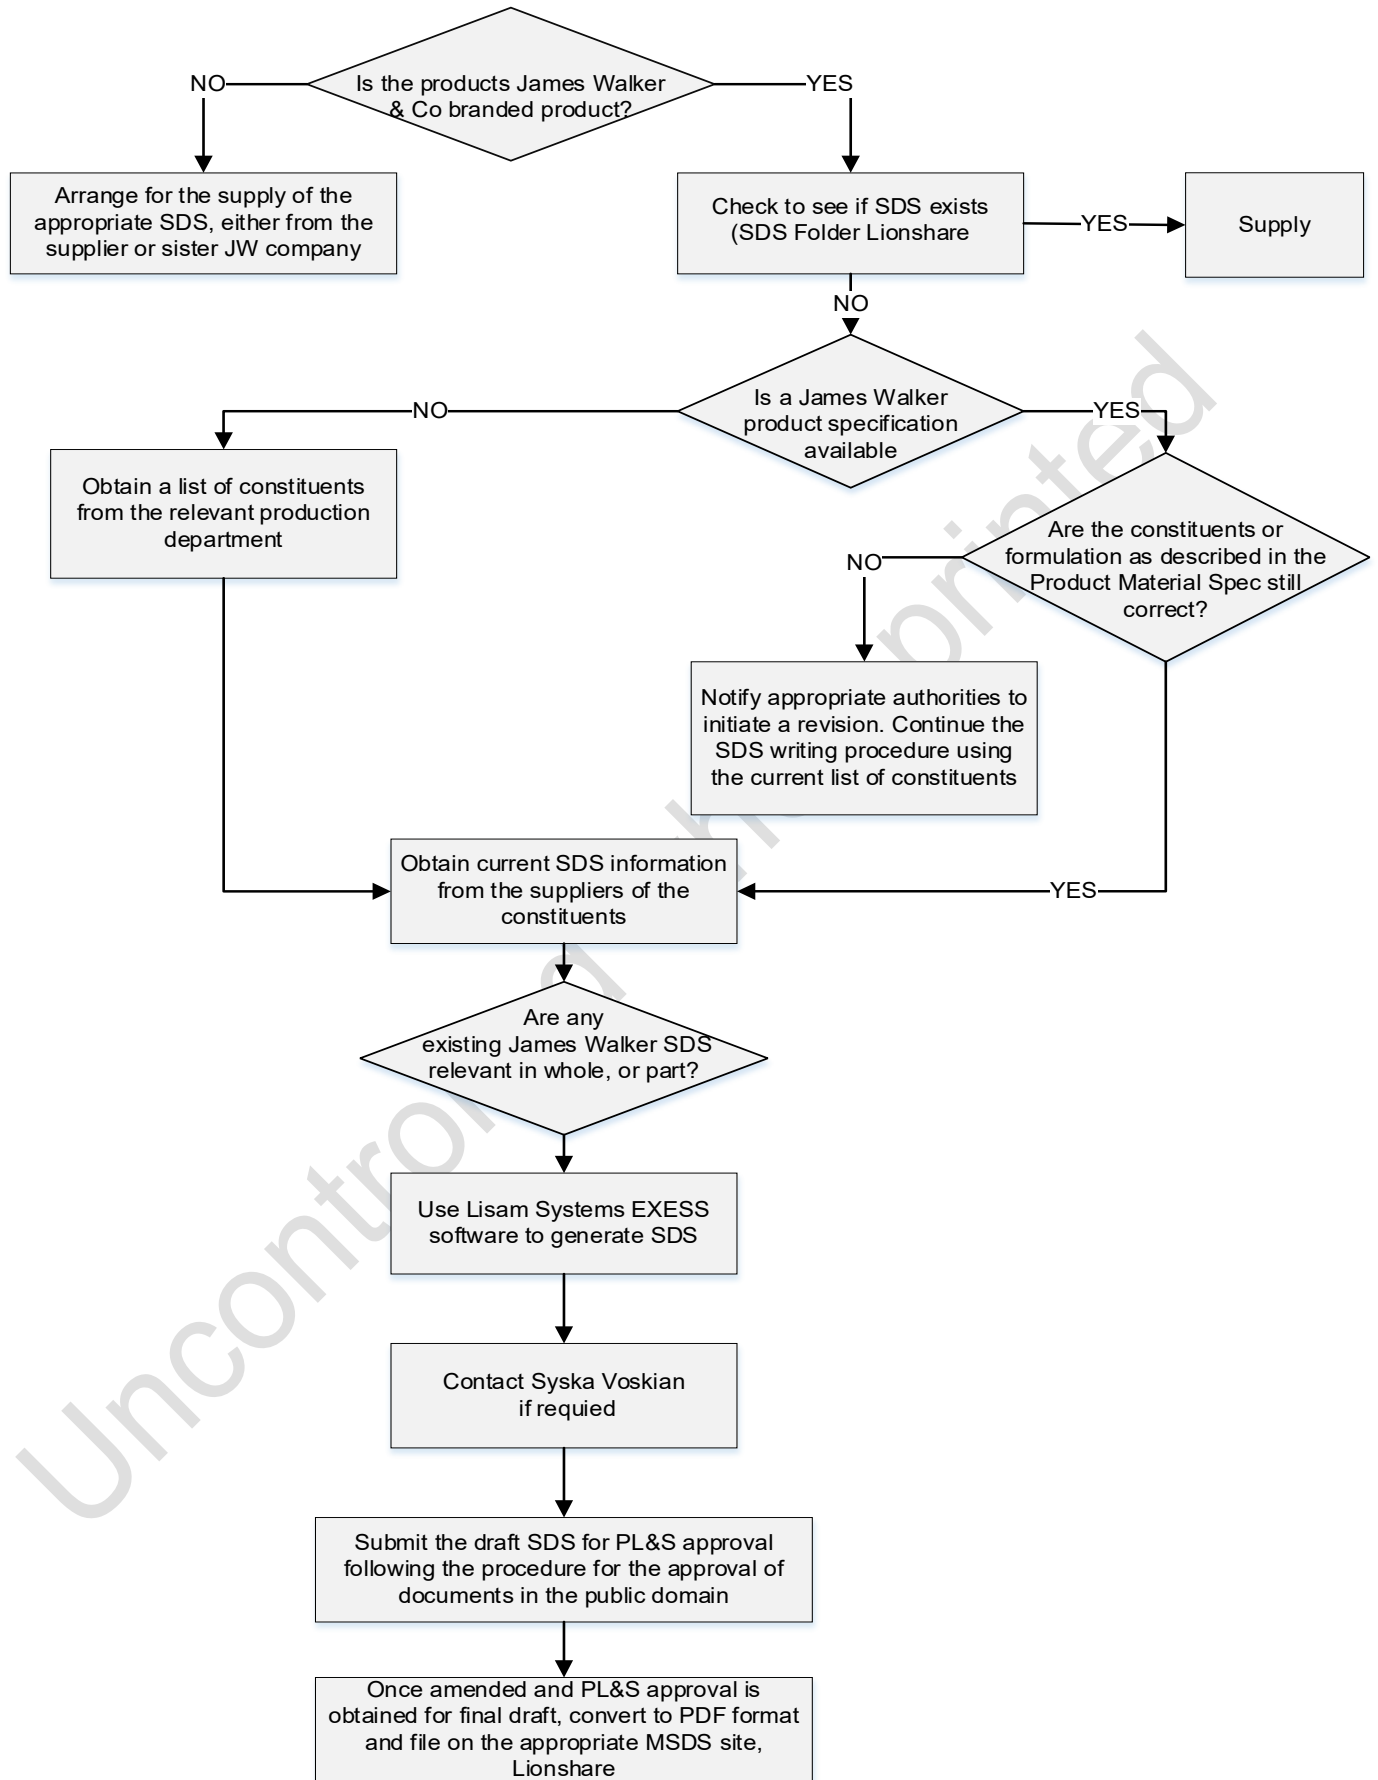 Is the products James Walker
& Co branded product?
NO
YES
Arrange for the supply of the
appropriate SDS, either from the
supplier or sister JW company
Check to see if SDS exists
(SDS Folder Lionshare
YES
Supply
NO
Is a James Walker
product specification
available
NO
YES
Obtain a list of constituents
from the relevant production
department
Are the constituents or
formulation as described in the
Product Material Spec still
correct?
NO
Notify appropriate authorities to
initiate a revision. Continue the
SDS writing procedure using
the current list of constituents
Obtain current SDS information
from the suppliers of the
constituents
YES
Are any
existing James Walker SDS
relevant in whole, or part?
Use Lisam Systems EXESS
software to generate SDS
Contact Syska Voskian
if requied
Submit the draft SDS for PL&S approval
following the procedure for the approval of
documents in the public domain
Once amended and PL&S approval is
obtained for final draft, convert to PDF format
and file on the appropriate MSDS site,
Lionshare